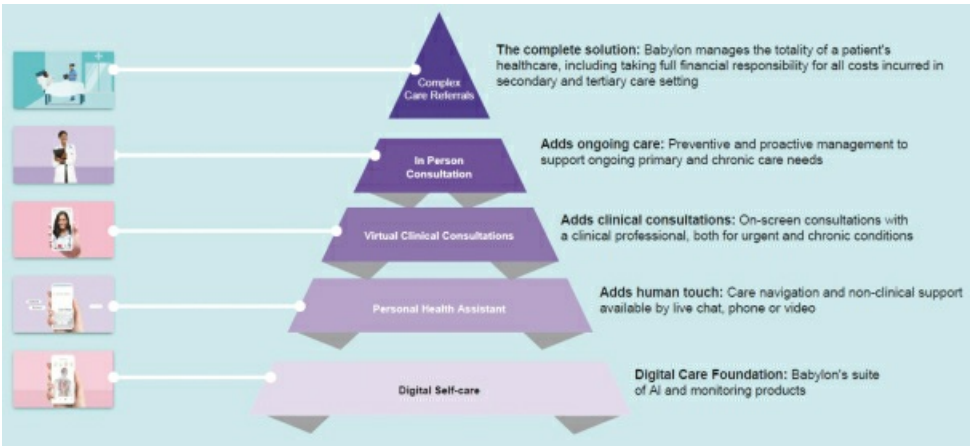 Complex
Care Referrals
The complete solution: Babylon manages the totality of a patient's
healthcare, including taking full financial responsibility for all costs incurred in
secondary and tertiary care setting
In Person
Consultation
Adds ongoing care: Preventive and proactive management to
support ongoing primary and chronic care needs
Virtual Clinical Consultations
Adds clinical consultations: On-screen consultations with
a clinical professional, both for urgent and chronic conditions
Personal Health Assistant
Adds human touch: Care navigation and non-clinical support
available by live chat, phone or video
Digital Self-care
Digital Care Foundation: Babylon's suite
of AI and monitoring products